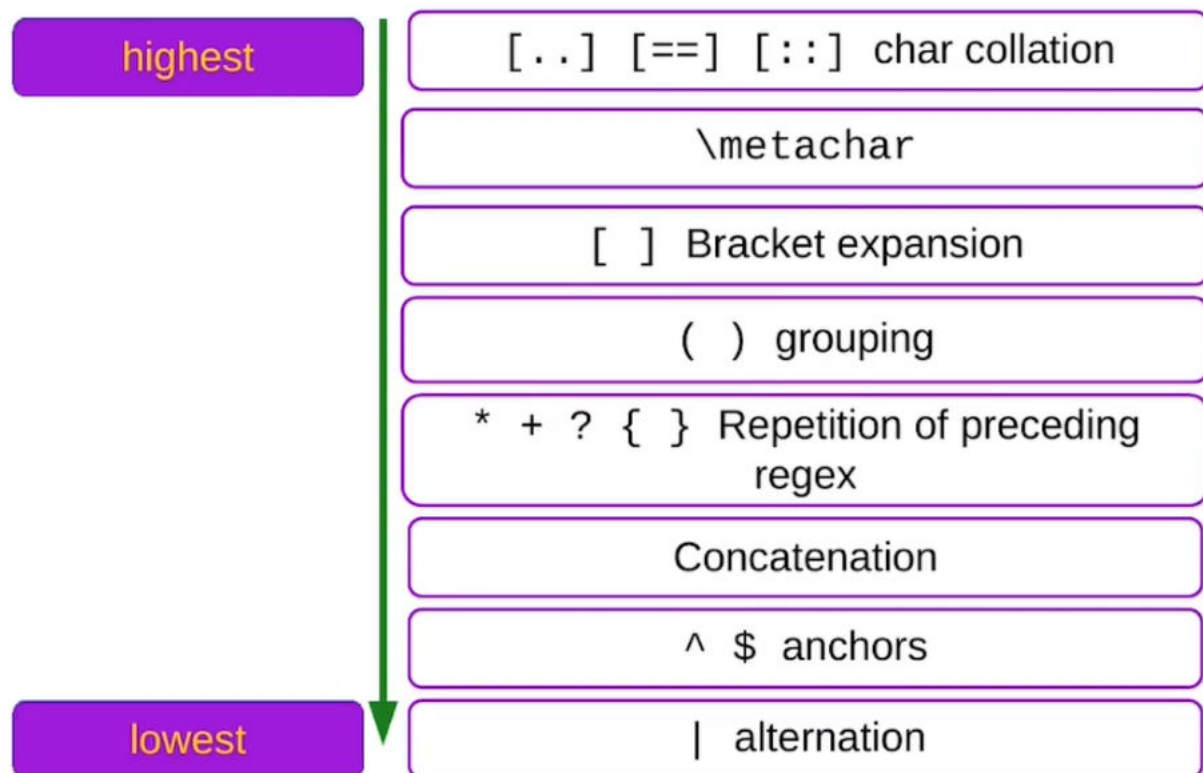 highest
[..] [==] [::] char collation
\metachar
[ ] Bracket expansion
( ) grouping
* + ? { } Repetition of preceding
regex
Concatenation
^ $ anchors
lowest
| alternation